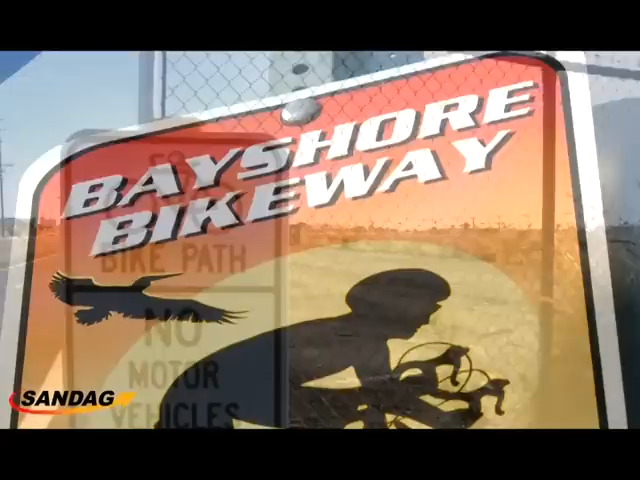 BAYSHORE
BIKEWAY
BIKE PATH
NO
MOTOR
VEHICLES
SANDAG